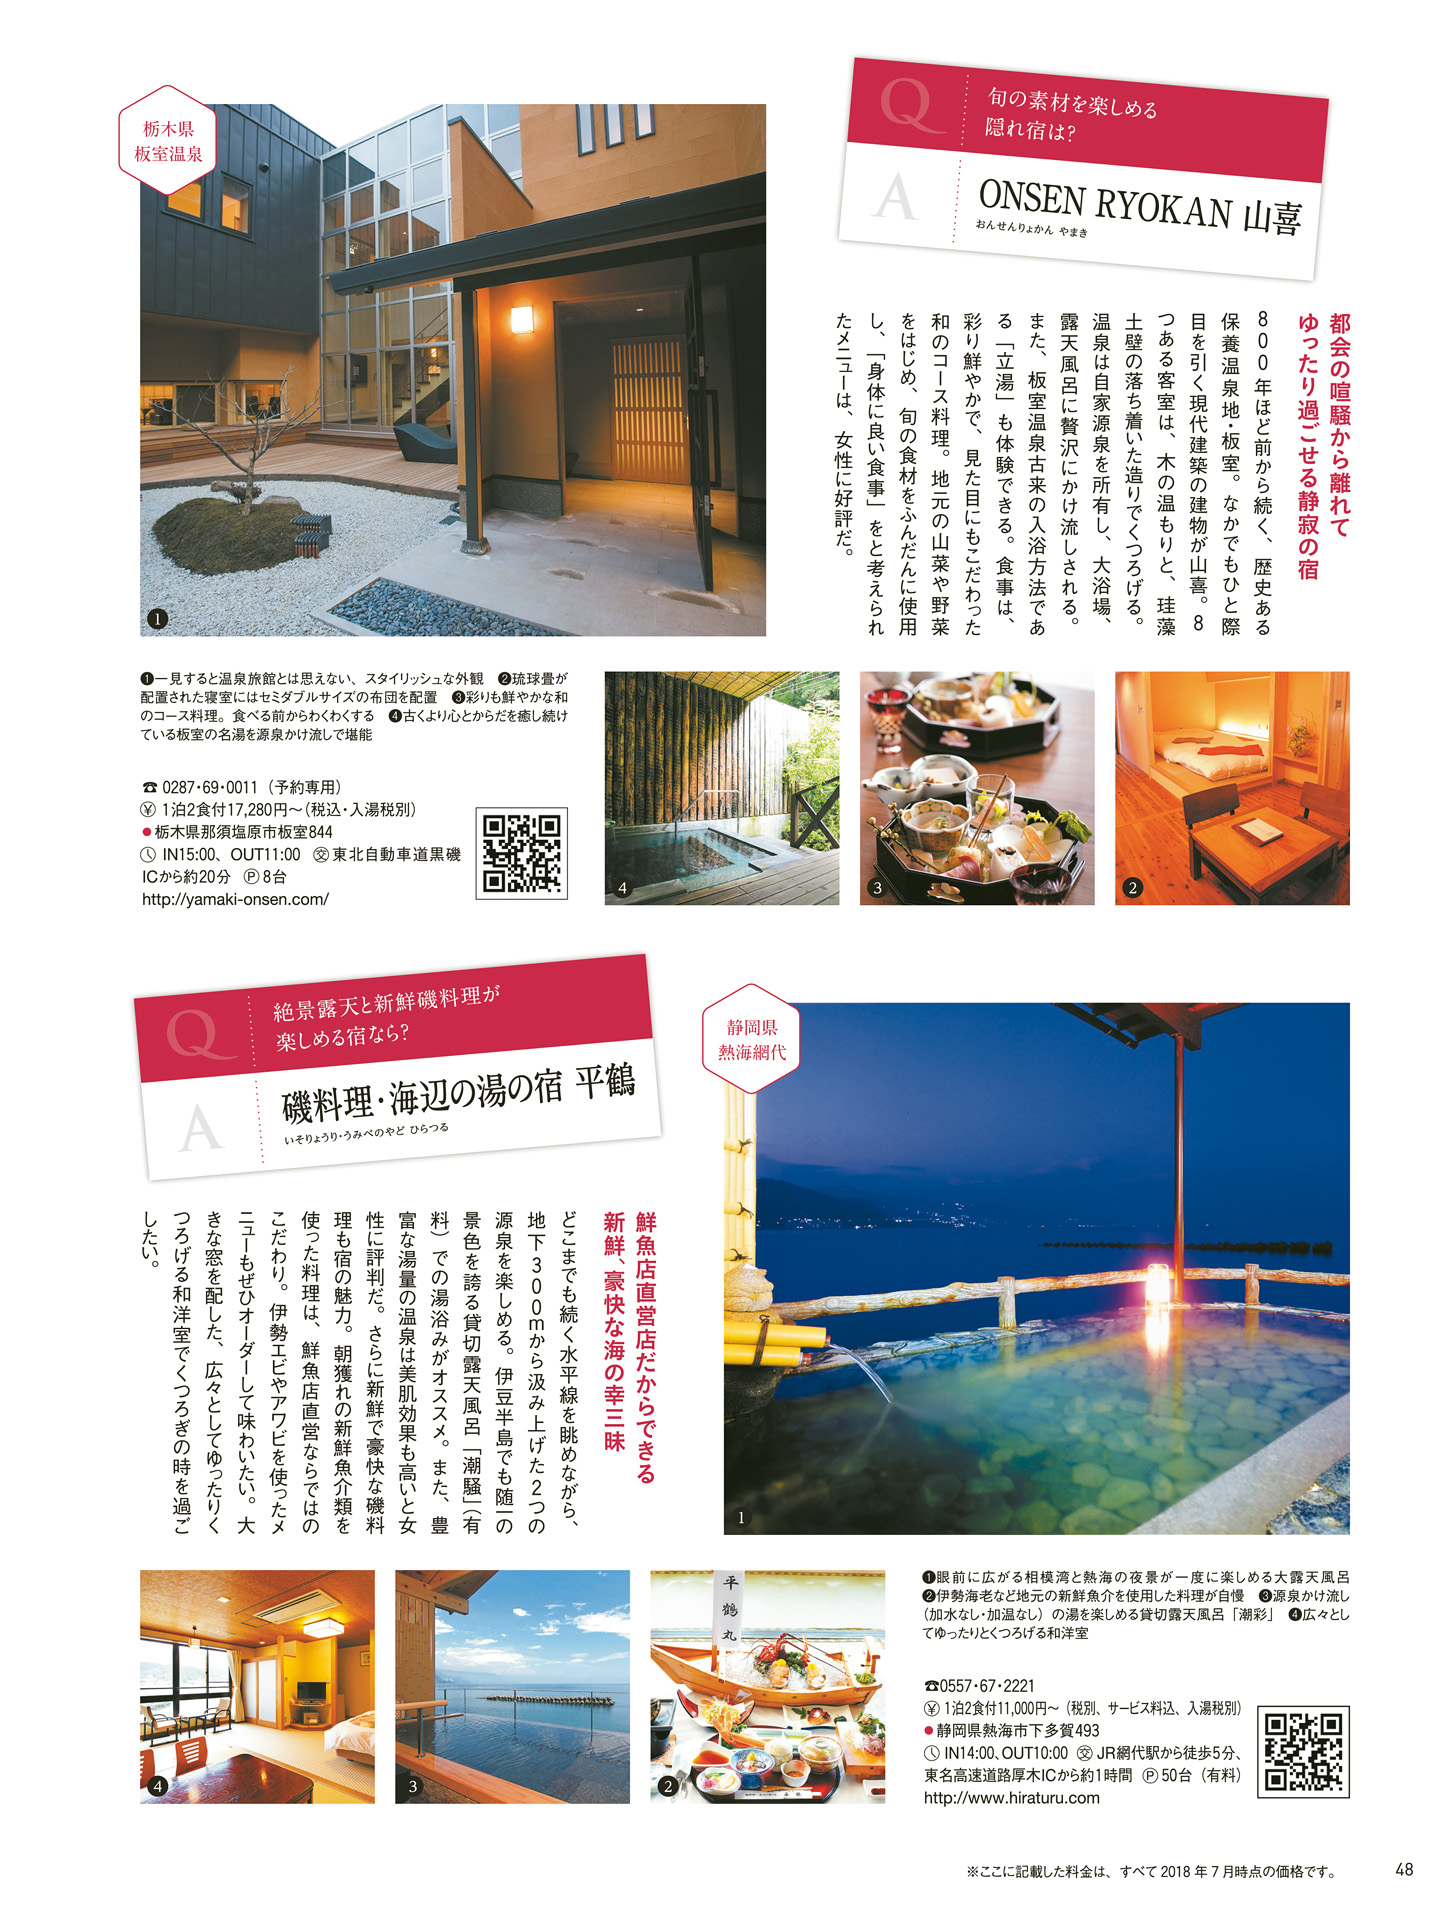 栃木県
板室温泉
Q
旬の素材を楽しめる
隠れ宿は?
A
ONSEN RYOKAN 山喜
おんせんりょかん やまき
都会の喧騒から離れて
ゆったり過ごせる静寂の宿
800年ほど前から続く、歴史ある
保養温泉地・板室。なかでもひと際
目を引く現代建築の建物が山喜。8
つある客室は、木の温もりと、珪藻
土壁の落ち着いた造りでくつろげる。
温泉は自家源泉を所有し、大浴場、
露天風呂に贅沢にかけ流しされる。
また、板室温泉古来の入浴方法であ
る「立湯」も体験できる。食事は、
彩り鮮やかで、見た目にもこだわった
和のコース料理。地元の山菜や野菜
をはじめ、旬の食材をふんだんに使用
し、「身体に良い食事」をと考えられ
たメニューは、女性に好評だ。
1
❶一見すると温泉旅館とは思えない、スタイリッシュな外観 ❷琉球畳が
配置された寝室にはセミダブルサイズの布団を配置 ❸彩りも鮮やかな和
のコース料理。食べる前からわくわくする ❹古くより心とからだを癒し続け
ている板室の名湯を源泉かけ流しで堪能
☎ 0287・69・0011（予約専用）
¥ 1泊2食付17,280円〜（税込・入湯税別）
●栃木県那須塩原市板室844
IN15:00、OUT11:00 交東北自動車道黒磯
ICから約20分 Ⓟ8台
http://yamaki-onsen.com/
4
3
2
Q
絶景露天と新鮮磯料理が
楽しめる宿なら?
A
磯料理・海辺の湯の宿 平鶴
いそりょうり・うみべのやど ひらつる
静岡県
熱海網代
鮮魚店直営店だからできる
新鮮、豪快な海の幸三昧
どこまでも続く水平線を眺めながら、
地下300mから汲み上げた2つの
源泉を楽しめる。伊豆半島でも随一の
景色を誇る貸切露天風呂「潮騒」（有
料）での湯浴みがオススメ。また、豊
富な湯量の温泉は美肌効果も高いと女
性に評判だ。さらに新鮮で豪快な磯料
理も宿の魅力。朝獲れの新鮮魚介類を
使った料理は、鮮魚店直営ならではの
こだわり。伊勢エビやアワビを使ったメ
ニューもぜひオーダーして味わいたい。大
きな窓を配した、広々としてゆったりく
つろげる和洋室でくつろぎの時を過ご
したい。
1
4
3
平鶴丸
2
❶眼前に広がる相模湾と熱海の夜景が一度に楽しめる大露天風呂
❷伊勢海老など地元の新鮮魚介を使用した料理が自慢 ❸源泉かけ流し
（加水なし・加温なし）の湯を楽しめる貸切露天風呂「潮彩」 ❹広々とし
てゆったりとくつろげる和洋室
☎0557・67・2221
¥ 1泊2食付11,000円〜（税別、サービス料込、入湯税別）
●静岡県熱海市下多賀493
IN14:00、OUT10:00 交 JR網代駅から徒歩5分、
東名高速道路厚木ICから約1時間 Ⓟ50台（有料）
http://www.hiraturu.com
※ここに記載した料金は、すべて2018年7月時点の価格です。
48